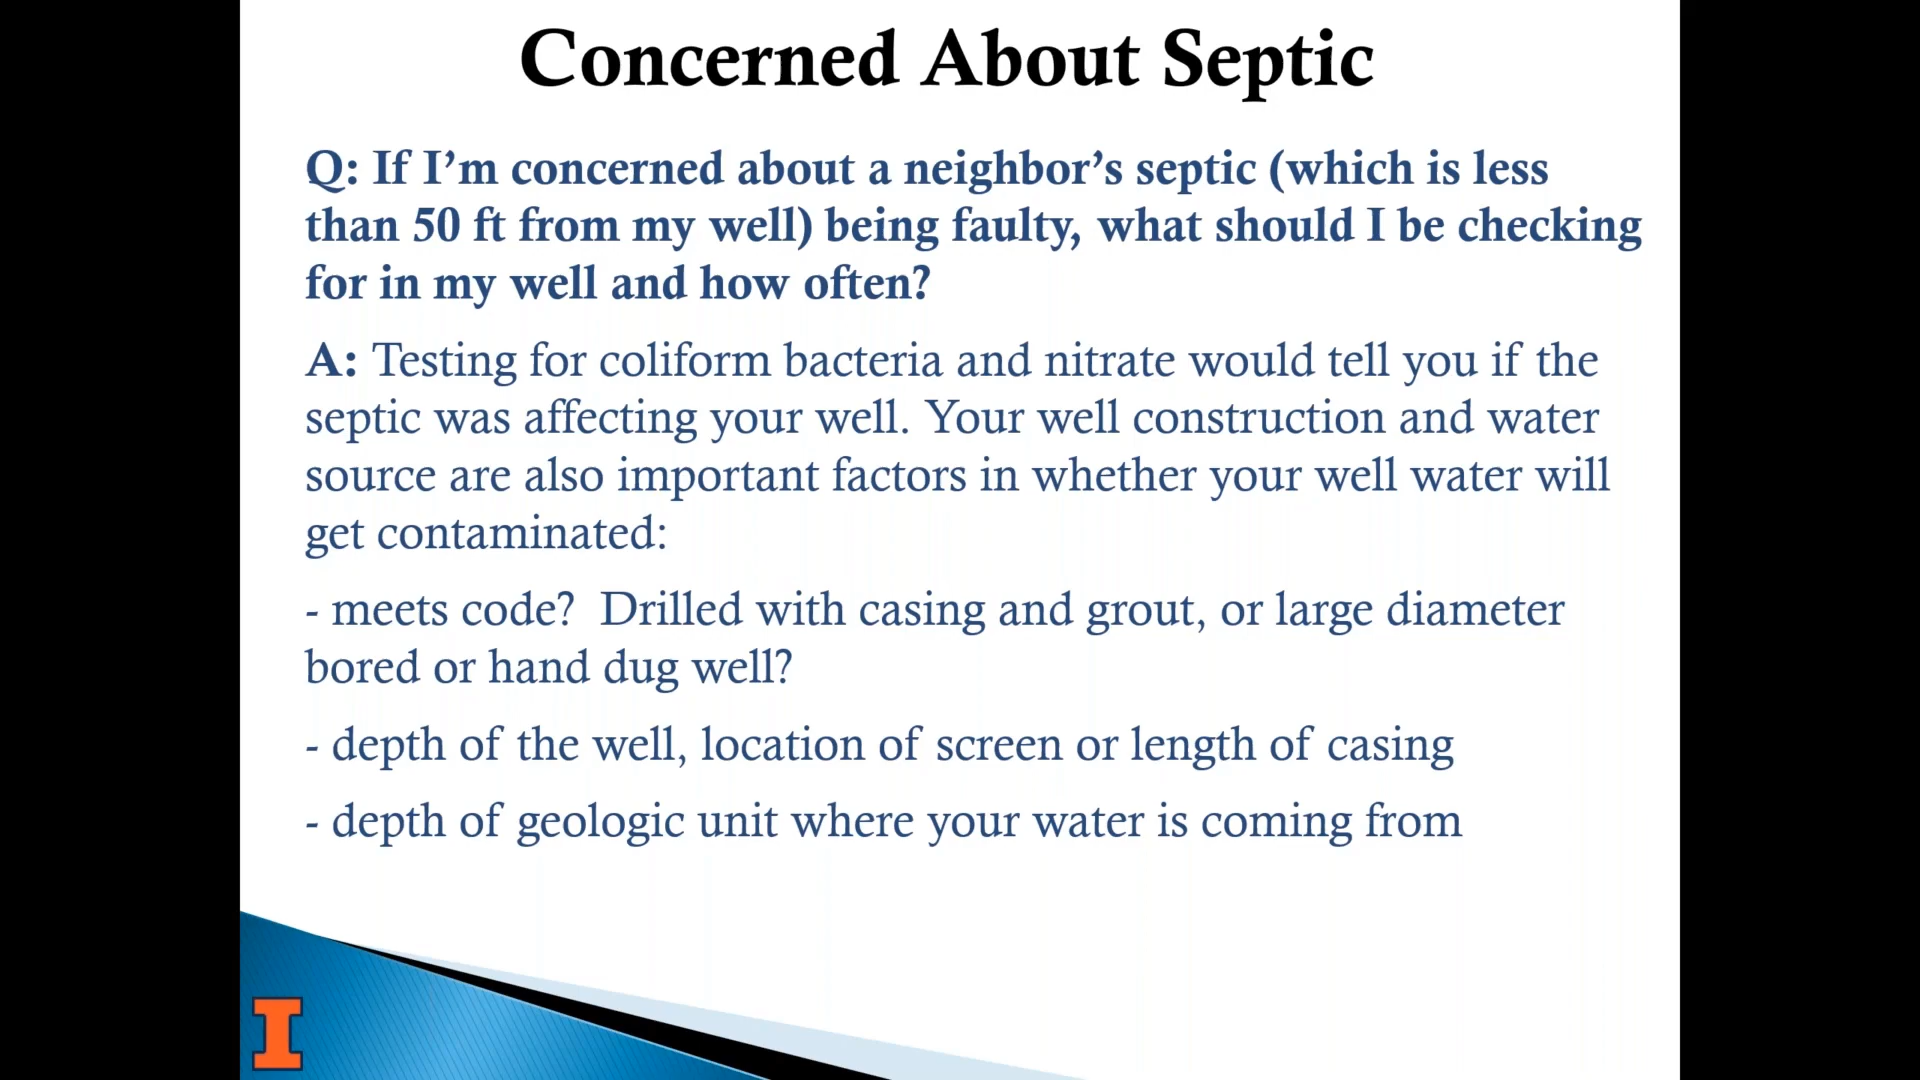 Concerned About Septic
Q: If I’m concerned about a neighbor’s septic (which is less
than 50 ft from my well) being faulty, what should I be checking
for in my well and how often?
A: Testing for coliform bacteria and nitrate would tell you if the
septic was affecting your well. Your well construction and water
source are also important factors in whether your well water will
get contaminated:
- meets code?  Drilled with casing and grout, or large diameter
bored or hand dug well?
- depth of the well, location of screen or length of casing
- depth of geologic unit where your water is coming from
I